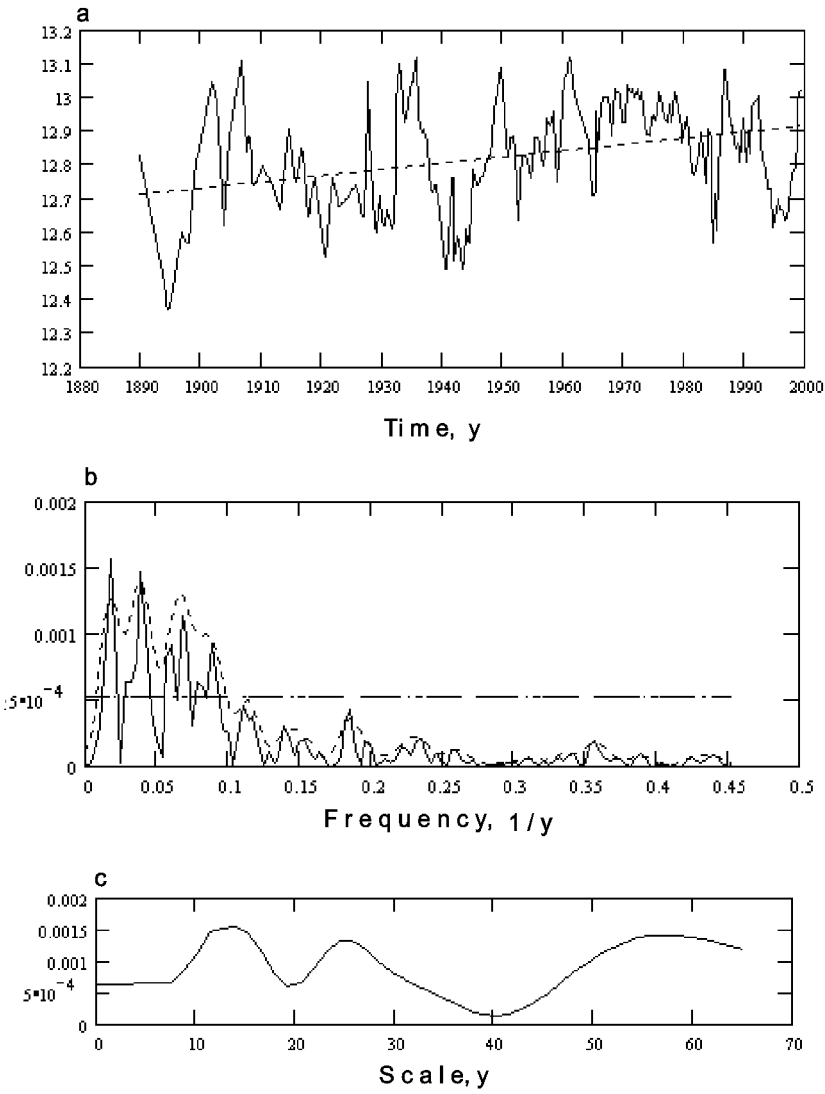 a
13.2
13.1
13
12.9
12.8
12.7
12.6
12.5
12.4
12.3
12.2
1880 1890 1900 1910 1920 1930 1940 1950 1960 1970 1980 1990 2000
Time, y
b
0.002
0.0015
0.001
5*10⁻⁴
0
0 0.05 0.1 0.15 0.2 0.25 0.3 0.35 0.4 0.45 0.5
Frequency, 1/y
c
0.002
0.0015
0.001
5*10⁻⁴
0
0 10 20 30 40 50 60 70
Scale, y